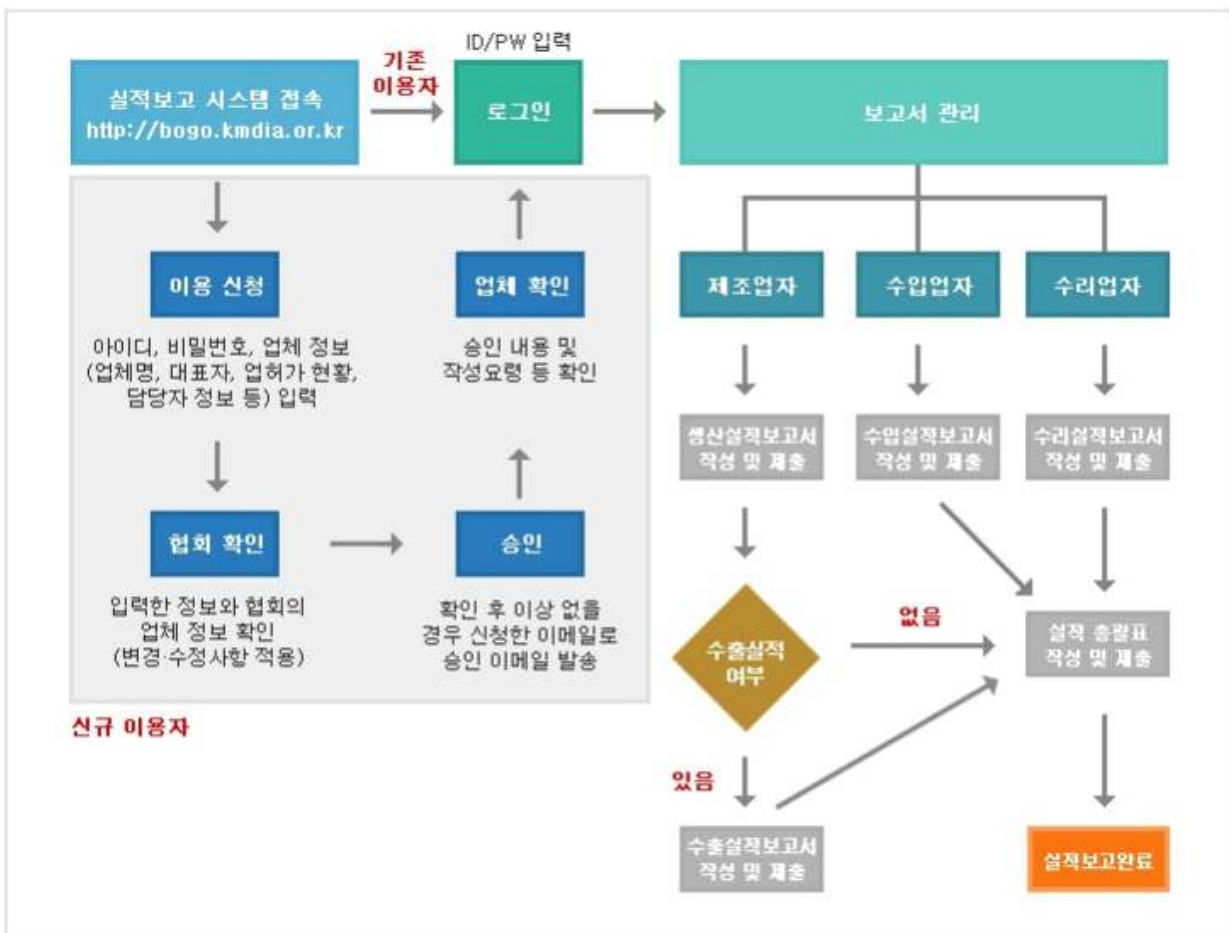 ID/PW 입력
실적보고 시스템 접속
http://bogo.kmdia.or.kr
기존
이용자
로그인
보고서 관리
이용 신청
아이디, 비밀번호, 업체 정보
(업체명, 대표자, 업허가 현황,
담당자 정보 등) 입력
업체 확인
승인 내용 및
작성요령 등 확인
협회 확인
입력한 정보와 협회의
업체 정보 확인
(변경·수정사항 적용)
승인
확인 후 이상 없을
경우 신청한 이메일로
승인 이메일 발송
신규 이용자
제조업자
수입업자
수리업자
생산실적보고서
작성 및 제출
수입실적보고서
작성 및 제출
수리실적보고서
작성 및 제출
수출실적
여부
없음
있음
실적 총괄표
작성 및 제출
수출실적보고서
작성 및 제출
실적보고완료